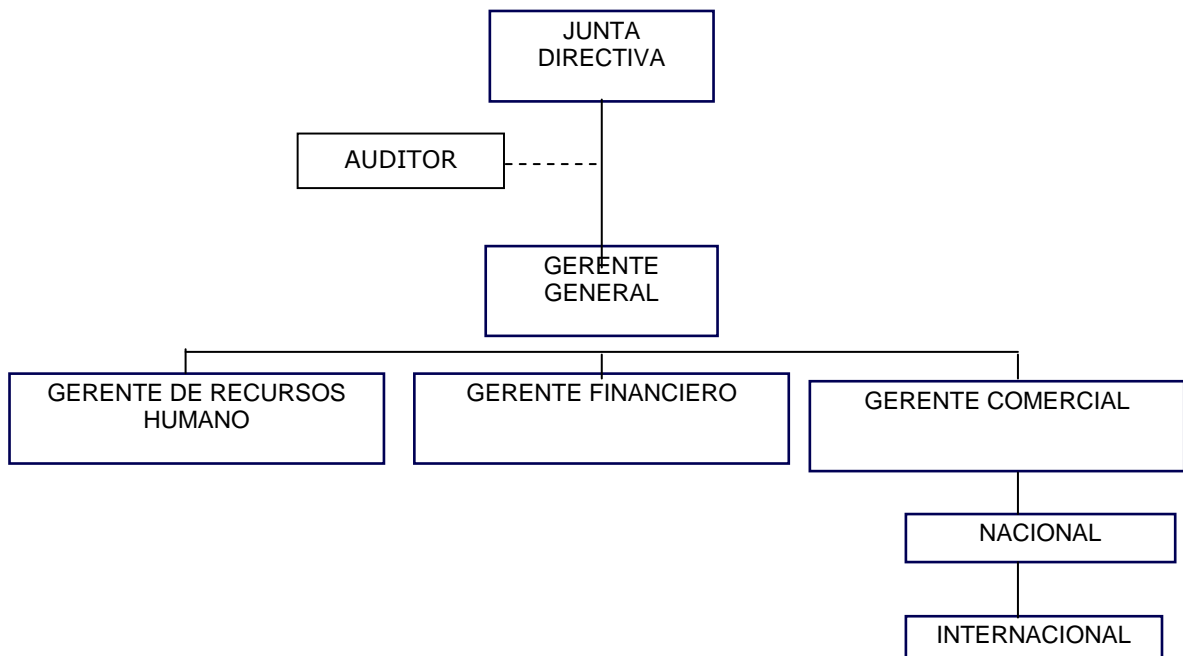 JUNTA
DIRECTIVA
AUDITOR
GERENTE
GENERAL
GERENTE DE RECURSOS
HUMANO
GERENTE FINANCIERO
GERENTE COMERCIAL
NACIONAL
INTERNACIONAL